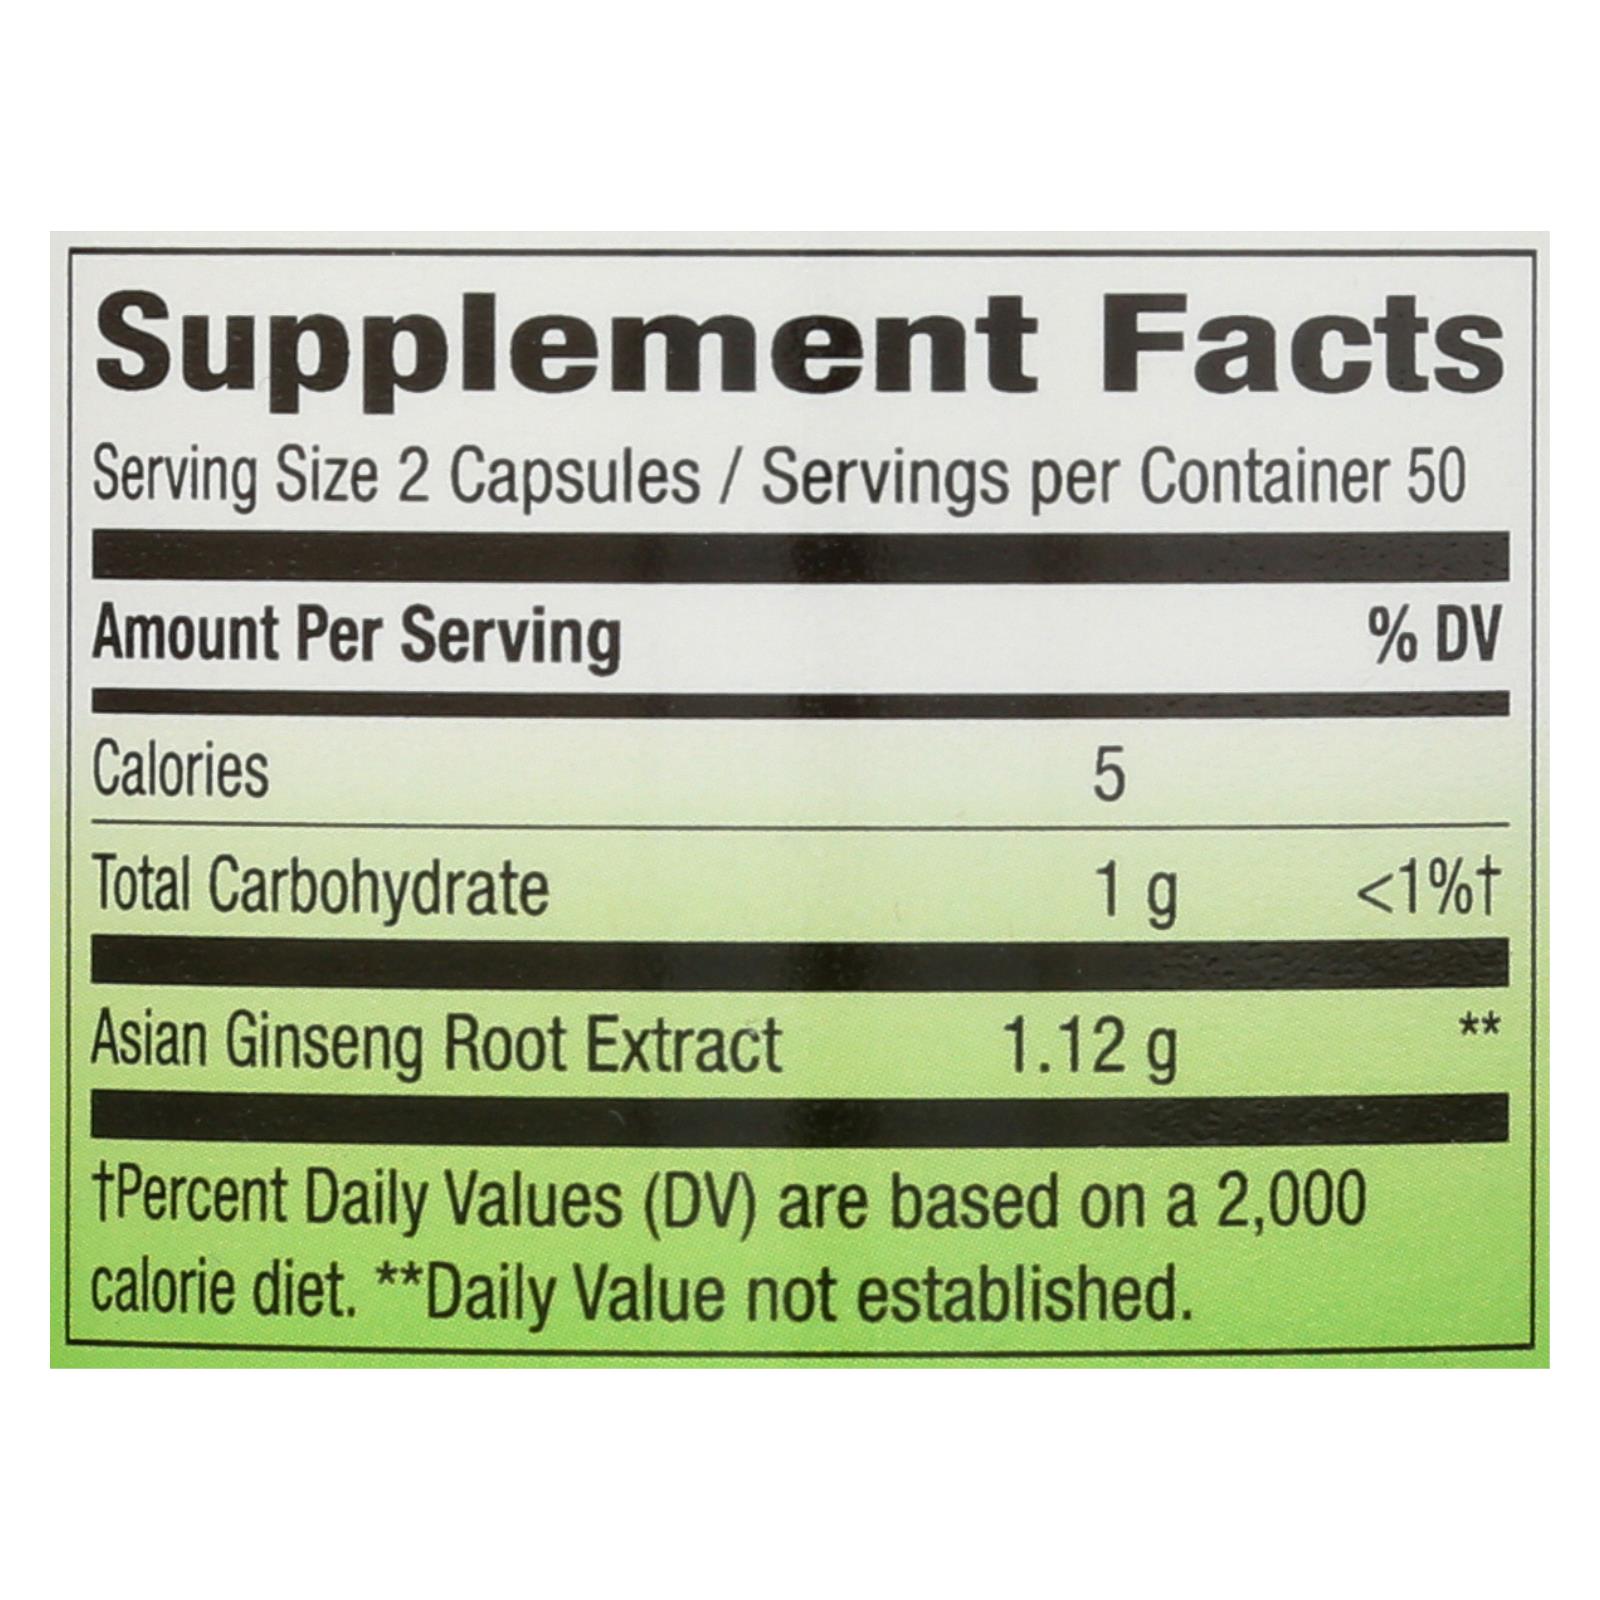 Supplement Facts
Serving Size 2 Capsules / Servings per Container 50
Amount Per Serving % DV
Calories 5
Total Carbohydrate 1 g <1%†
Asian Ginseng Root Extract 1.12 g **
†Percent Daily Values (DV) are based on a 2,000
calorie diet. **Daily Value not established.